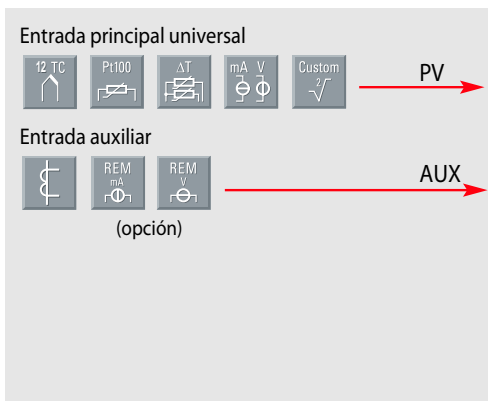 Entrada principal universal
12 TC Pt100 ΔT mA V Custom
2√
PV
Entrada auxiliar
REM mA REM V
AUX
(opción)